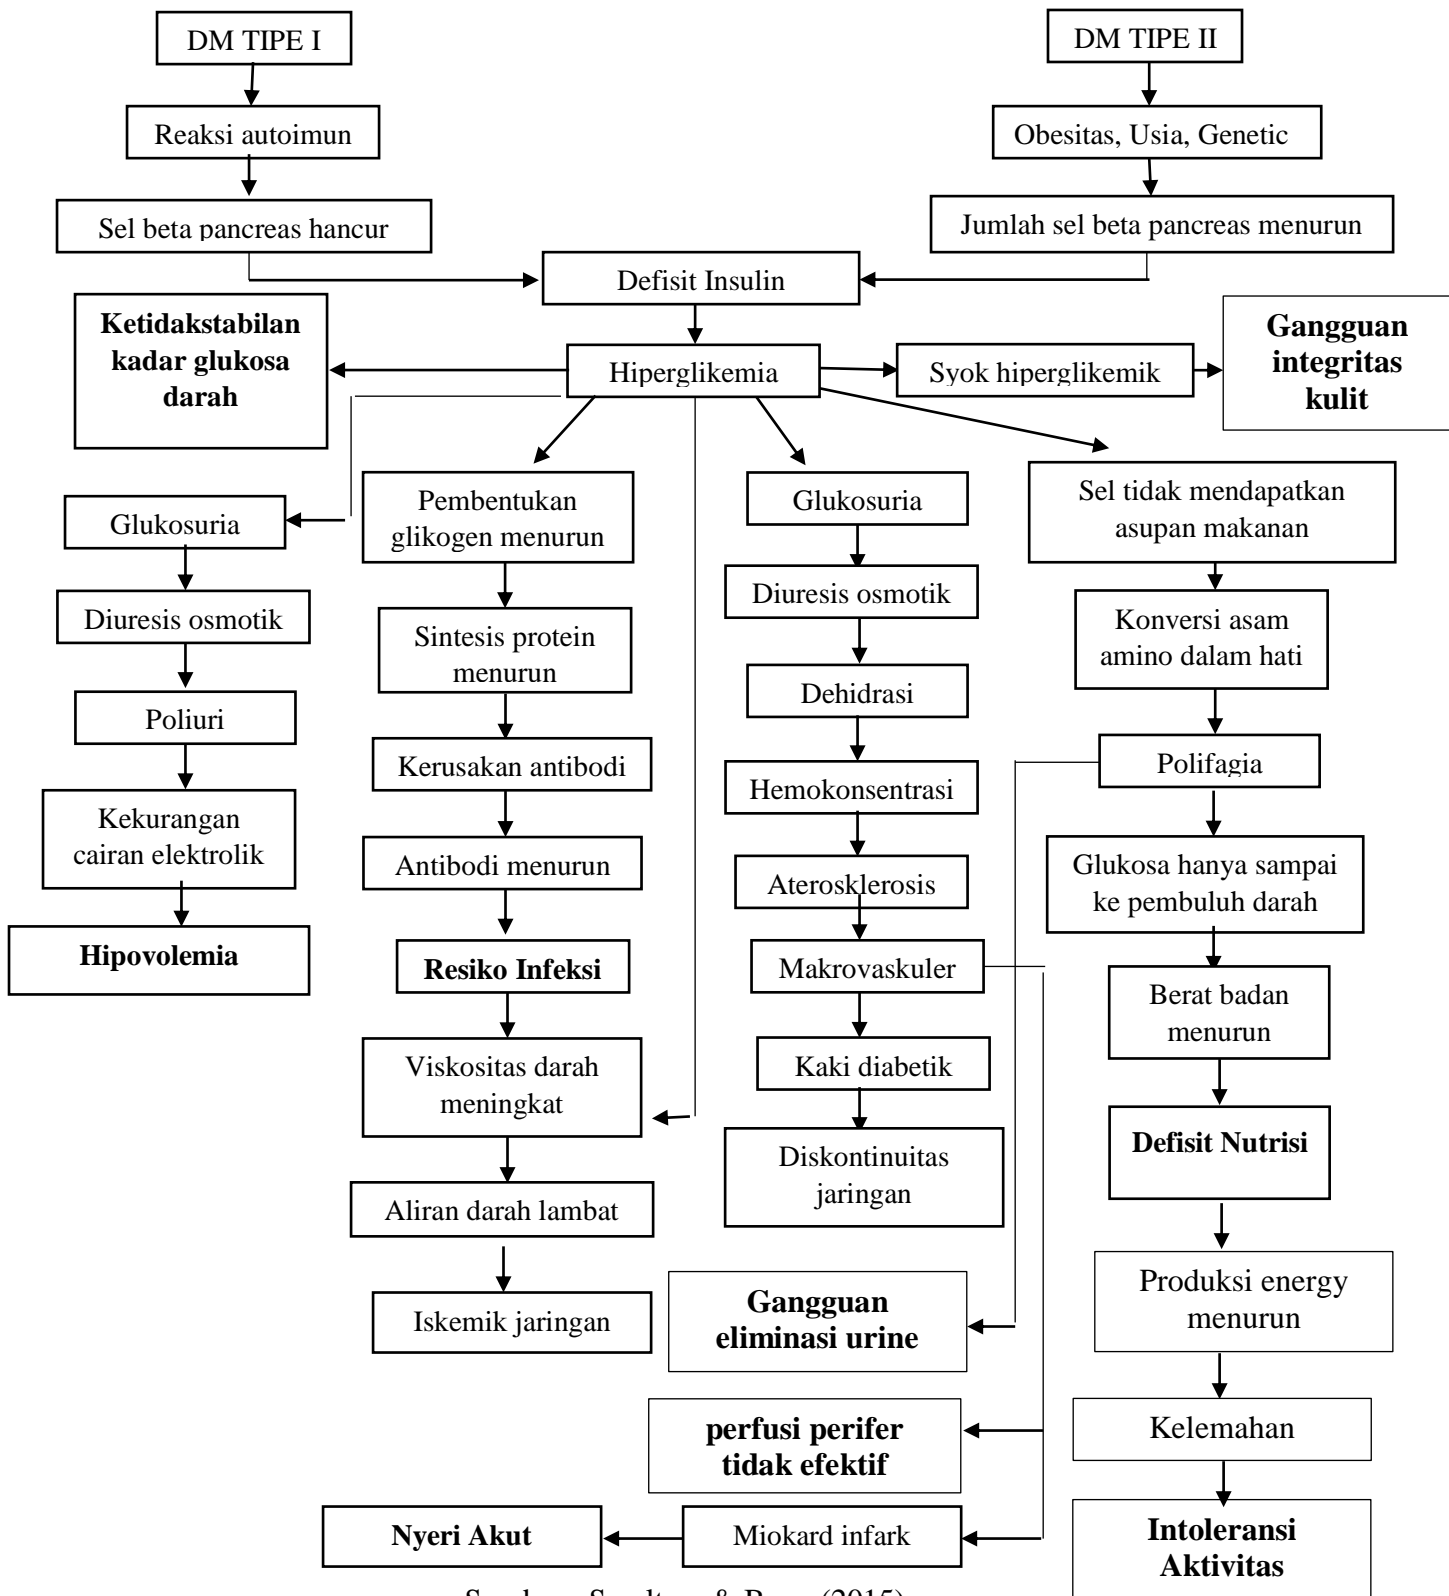 DM TIPE I
DM TIPE II
Reaksi autoimun
Obesitas, Usia, Genetic
Sel beta pancreas hancur
Jumlah sel beta pancreas menurun
Defisit Insulin
Ketidakstabilan
kadar glukosa
darah
Hiperglikemia
Syok hiperglikemik
Gangguan
integritas
kulit
Glukosuria
Diuresis osmotik
Poliuri
Kekurangan
cairan elektrolik
Hipovolemia
Pembentukan
glikogen menurun
Sintesis protein
menurun
Kerusakan antibodi
Antibodi menurun
Resiko Infeksi
Viskositas darah
meningkat
Aliran darah lambat
Iskemik jaringan
Glukosuria
Diuresis osmotik
Dehidrasi
Hemokonsentrasi
Aterosklerosis
Makrovaskuler
Kaki diabetik
Diskontinuitas
jaringan
Gangguan
eliminasi urine
perfusi perifer
tidak efektif
Miokard infark
Nyeri Akut
Sel tidak mendapatkan
asupan makanan
Konversi asam
amino dalam hati
Polifagia
Glukosa hanya sampai
ke pembuluh darah
Berat badan
menurun
Defisit Nutrisi
Produksi energy
menurun
Kelemahan
Intoleransi
Aktivitas
(2015)